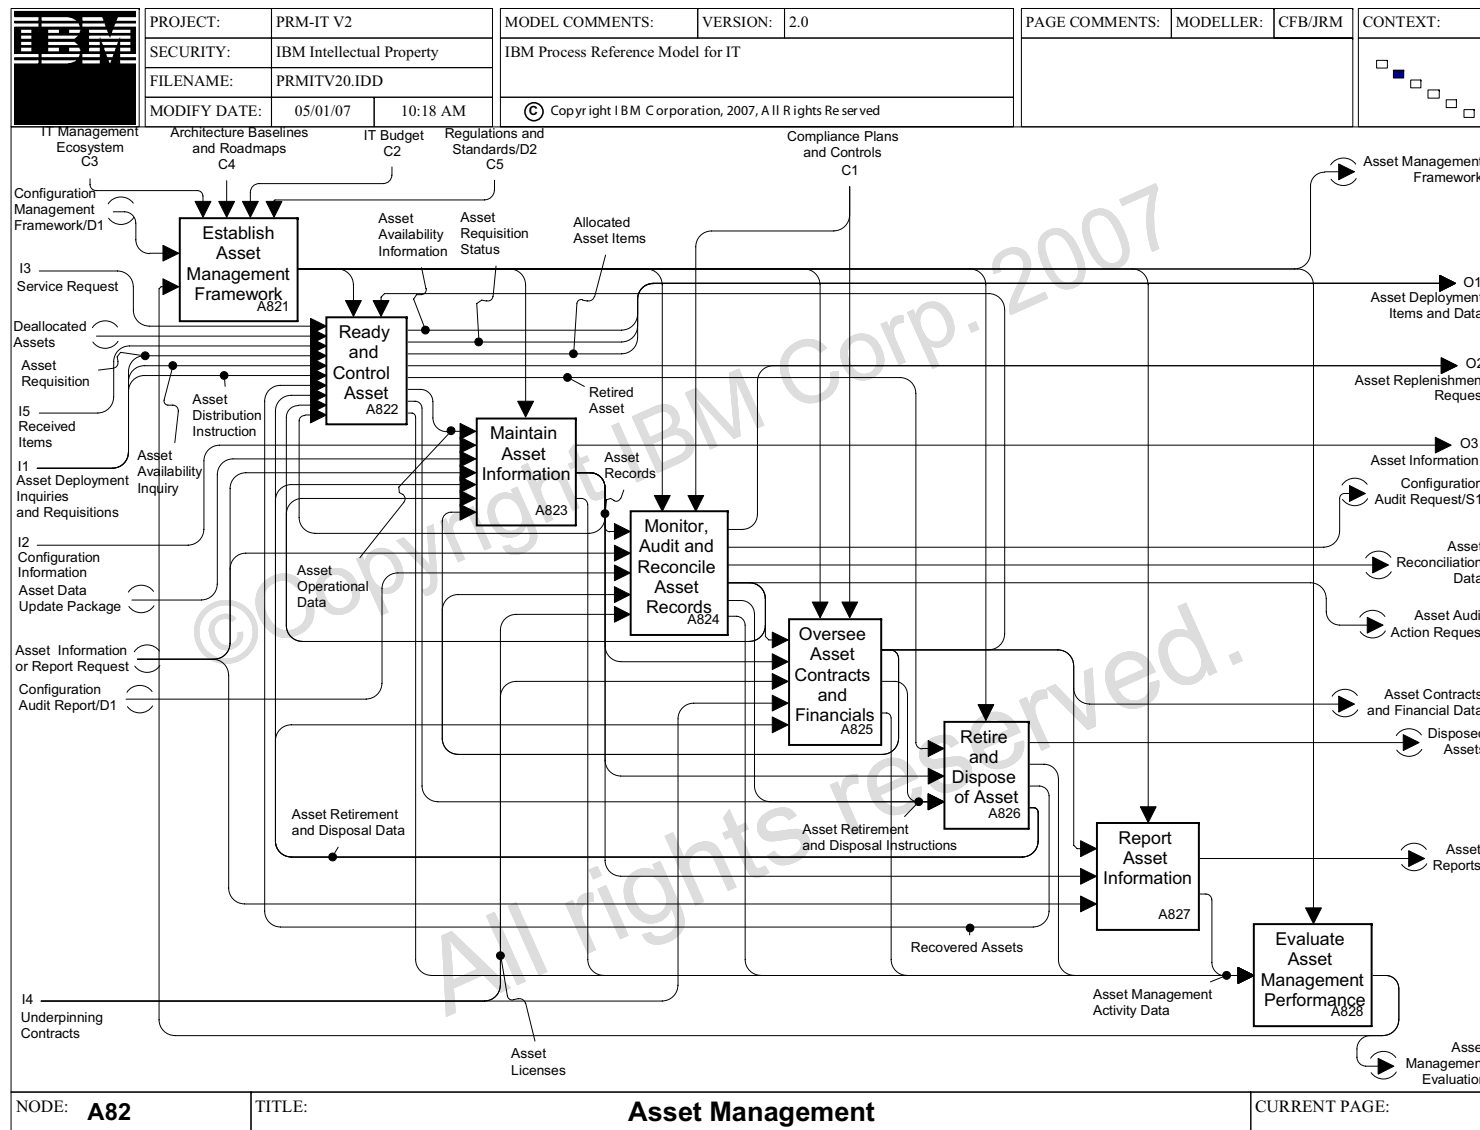 IBM
PROJECT: PRM-IT V2
SECURITY: IBM Intellectual Property
FILENAME: PRMITV20.IDD
MODIFY DATE: 05/01/07 10:18 AM
MODEL COMMENTS: VERSION: 2.0
IBM Process Reference Model for IT
© Copyright IBM Corporation, 2007, All Rights Reserved
PAGE COMMENTS: MODELLER: CFB/JRM
CONTEXT:
IT Management
Ecosystem
C3
Architecture Baselines
and Roadmaps
C4
IT Budget
C2
Regulations and
Standards/D2
C5
Compliance Plans
and Controls
C1
Configuration
Management
Framework/D1
I3
Service Request
Deallocated
Assets
Asset
Requisition
I5
Received
Items
I1
Asset Deployment
Inquiries
and Requisitions
I2
Configuration
Information
Asset Data
Update Package
Asset Information
or Report Request
Configuration
Audit Report/D1
I4
Underpinning
Contracts
Establish
Asset
Management
Framework
A821
Ready
and
Control
Asset
A822
Maintain
Asset
Information
A823
Monitor,
Audit and
Reconcile
Asset
Records
A824
Oversee
Asset
Contracts
and
Financials
A825
Retire
and
Dispose
of Asset
A826
Report
Asset
Information
A827
Evaluate
Asset
Management
Performance
A828
Asset
Availability
Information
Asset
Requisition
Status
Allocated
Asset Items
Asset
Distribution
Instruction
Asset
Availability
Inquiry
Retired
Asset
Asset
Records
Asset
Operational
Data
Asset Retirement
and Disposal Data
Asset Retirement
and Disposal Instructions
Recovered Assets
Asset Management
Activity Data
Asset
Licenses
Asset Management
Framework
O1
Asset Deployment
Items and Data
O2
Asset Replenishmen
Reques
O3
Asset Information
Configuration
Audit Request/S1
Asset
Reconciliation
Data
Asset Audi
Action Reques
Asset Contracts
and Financial Data
Disposed
Assets
Asset
Reports
Asse
Managemen
Evaluation
©Copyright IBM Corp. 2007
All rights reserved.
NODE: A82
TITLE: Asset Management
CURRENT PAGE: